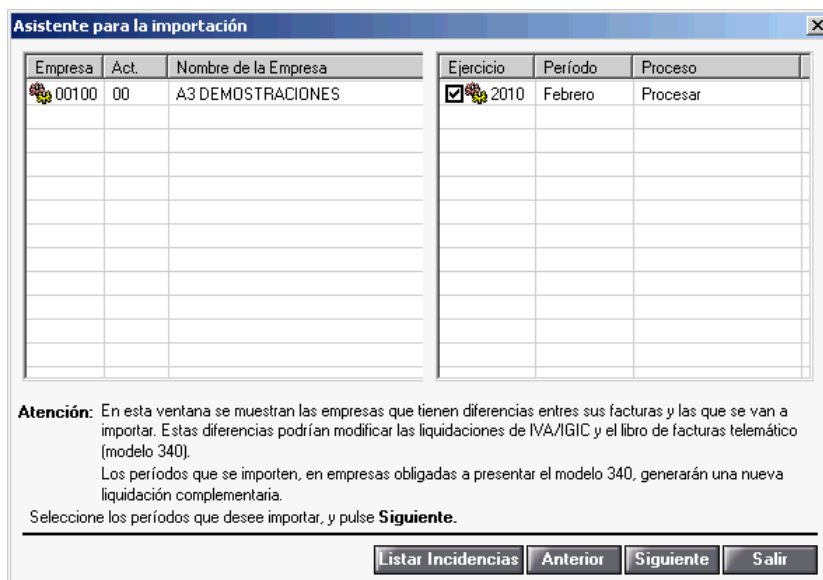 Asistente para la importación
Empresa Act. Nombre de la Empresa Ejercicio Período Proceso
00100 00 A3 DEMOSTRACIONES 2010 Febrero Procesar
Atención: En esta ventana se muestran las empresas que tienen diferencias entres sus facturas y las que se van a
importar. Estas diferencias podrían modificar las liquidaciones de IVA/IGIC y el libro de facturas telemático
(modelo 340).
Los períodos que se importen, en empresas obligadas a presentar el modelo 340, generarán una nueva
liquidación complementaria.
Seleccione los períodos que desee importar, y pulse Siguiente.
Listar Incidencias Anterior Siguiente Salir